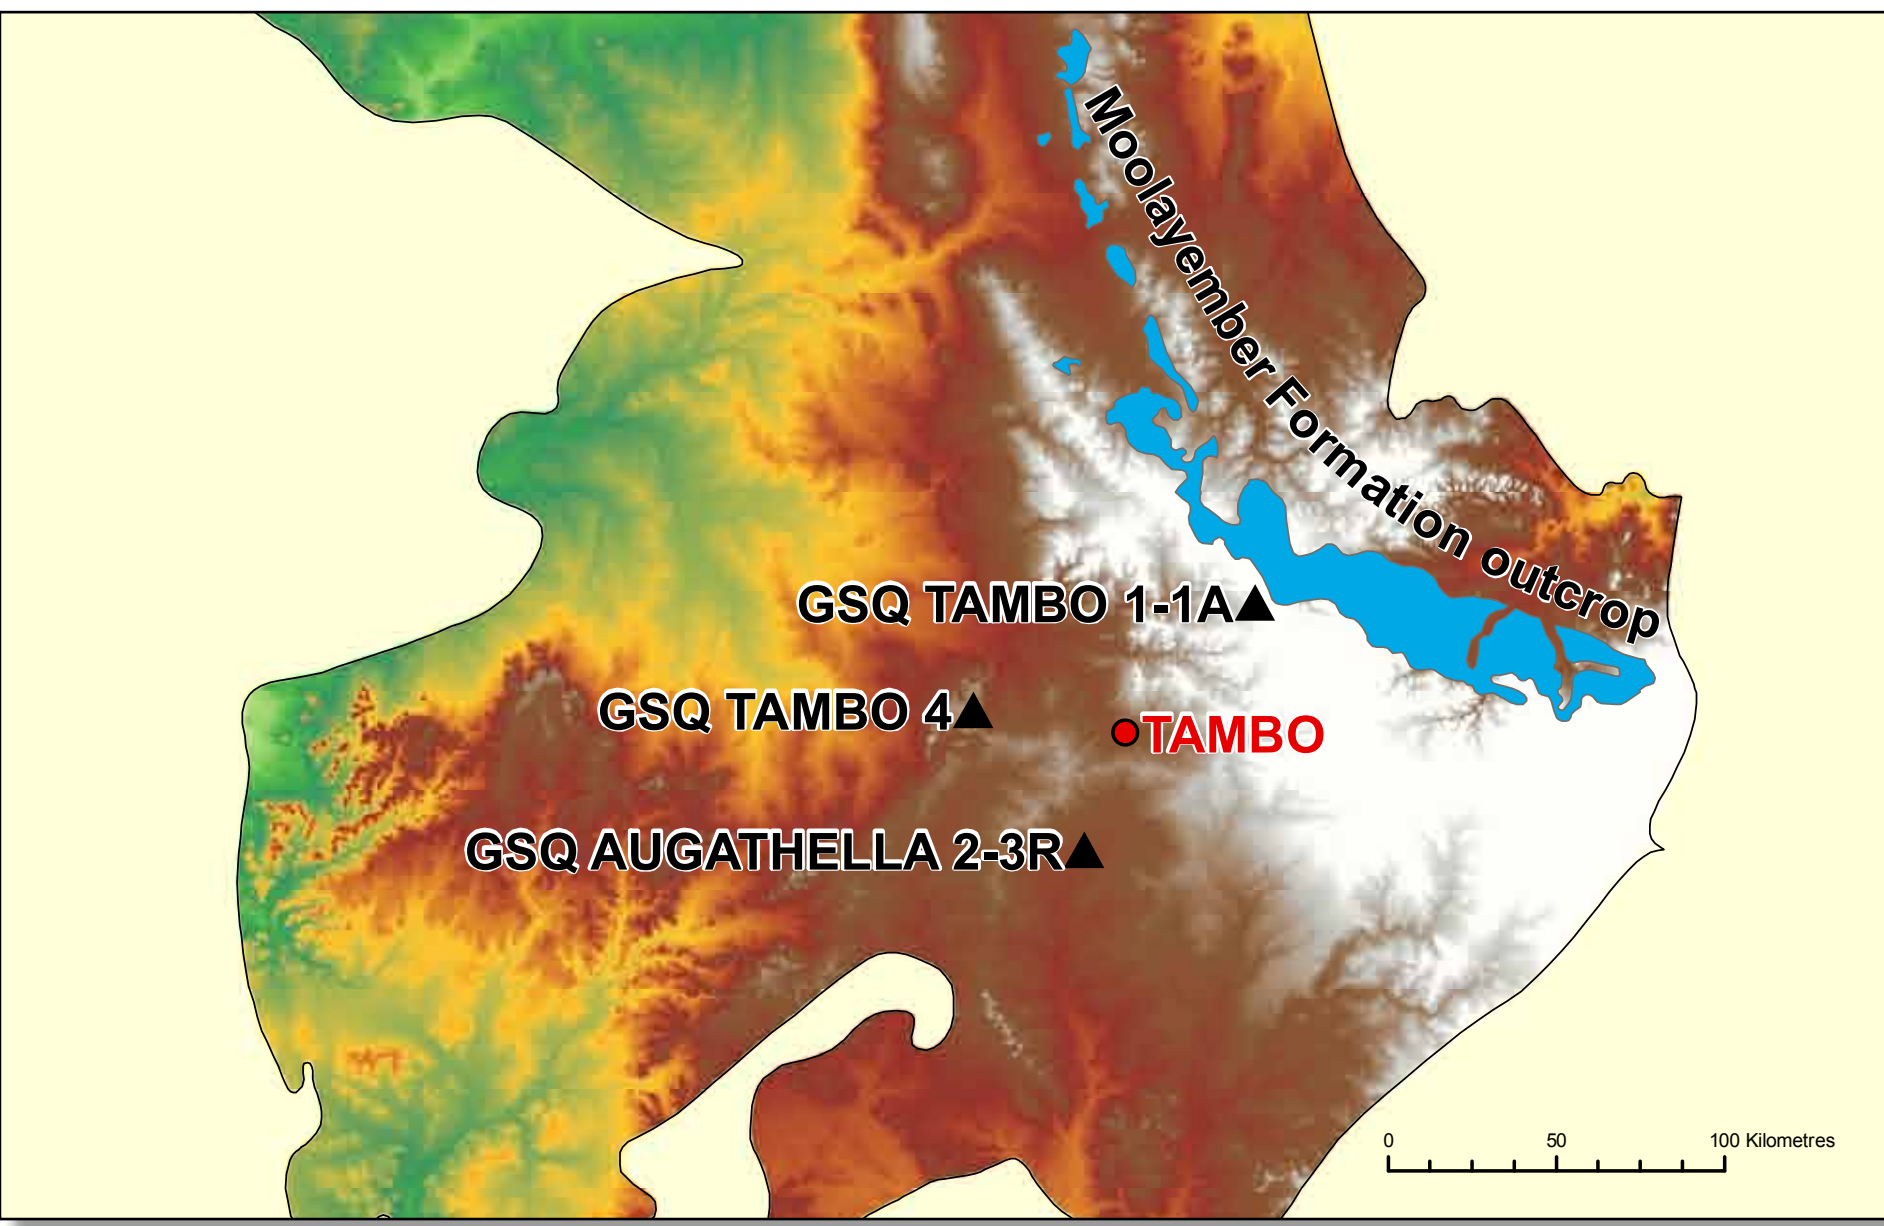 Moolayember Formation outcrop
GSQ TAMBO 1-1A
GSQ TAMBO 4
TAMBO
GSQ AUGATHELLA 2-3R
0 50 100 Kilometres